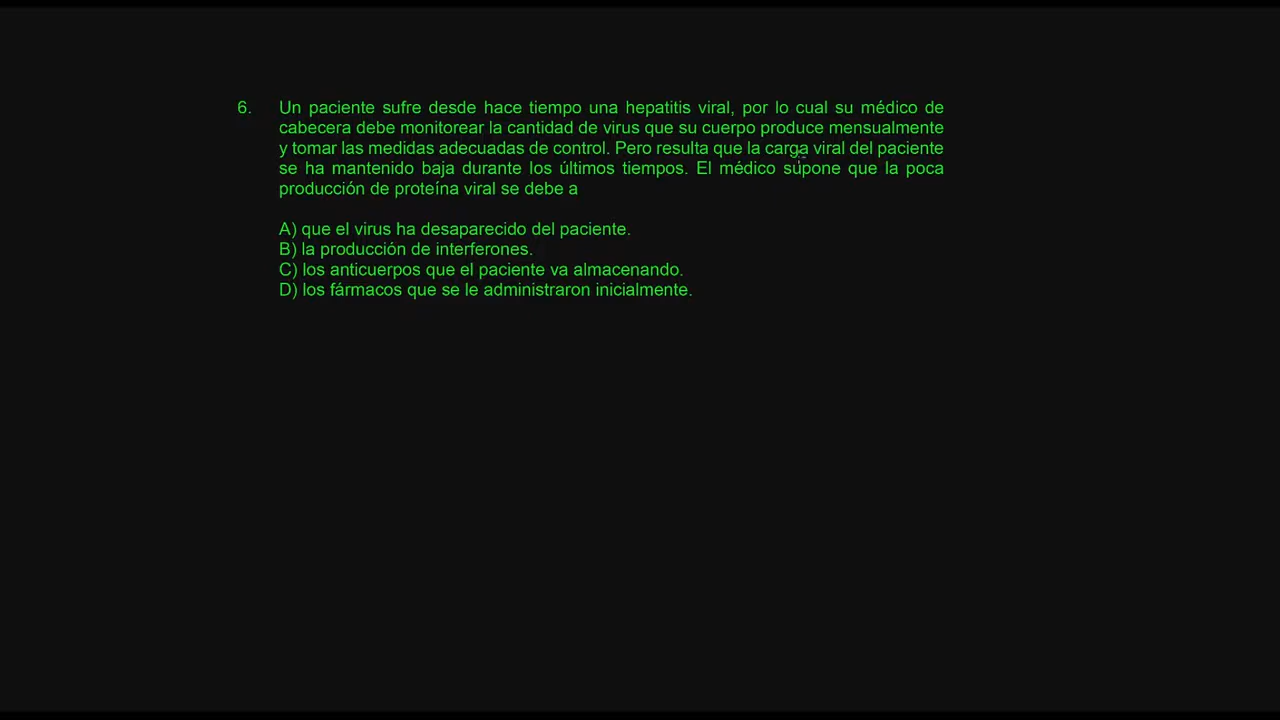 6. Un paciente sufre desde hace tiempo una hepatitis viral, por lo cual su médico de
cabecera debe monitorear la cantidad de virus que su cuerpo produce mensualmente
y tomar las medidas adecuadas de control. Pero resulta que la carga viral del paciente
se ha mantenido baja durante los últimos tiempos. El médico supone que la poca
producción de proteína viral se debe a
A) que el virus ha desaparecido del paciente.
B) la producción de interferones.
C) los anticuerpos que el paciente va almacenando.
D) los fármacos que se le administraron inicialmente.